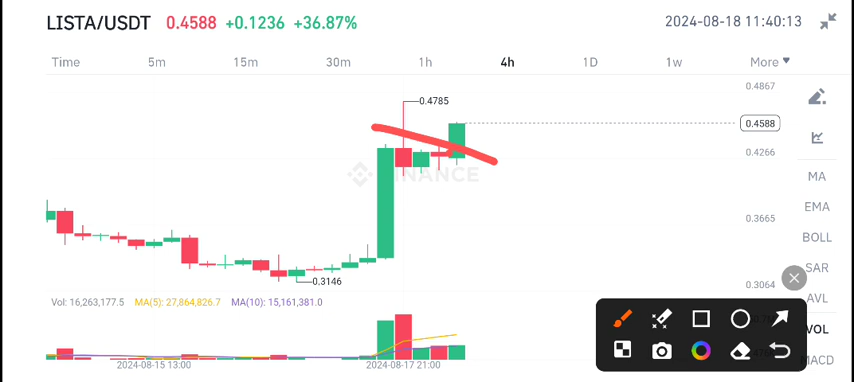 LISTA/USDT 0.4588 +0.1236 +36.87% 2024-08-18 11:40:13
Time 5m 15m 30m 1h 4h 1D 1w More
0.4867
0.4785
0.4588
0.4266
BINANCE
MA
EMA
0.3665
BOLL
SAR
0.3146
0.3064
AVL
Vol: 16,263,177.5 MA(5): 27,864,826.7 MA(10): 15,161,381.0
VOL
MACD
2024-08-15 13:00 2024-08-17 21:00